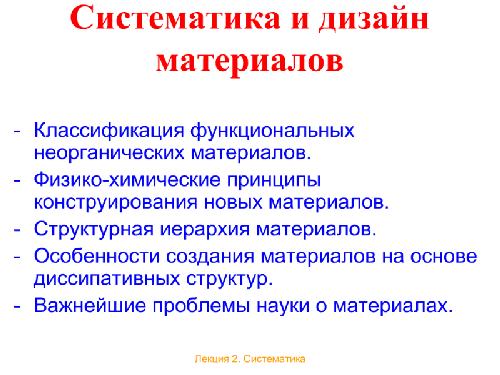 Систематика и дизайн
материалов
- Классификация функциональных
неорганических материалов.
- Физико-химические принципы
конструирования новых материалов.
- Структурная иерархия материалов.
- Особенности создания материалов на основе
диссипативных структур.
- Важнейшие проблемы науки о материалах.
Лекция 2. Систематика